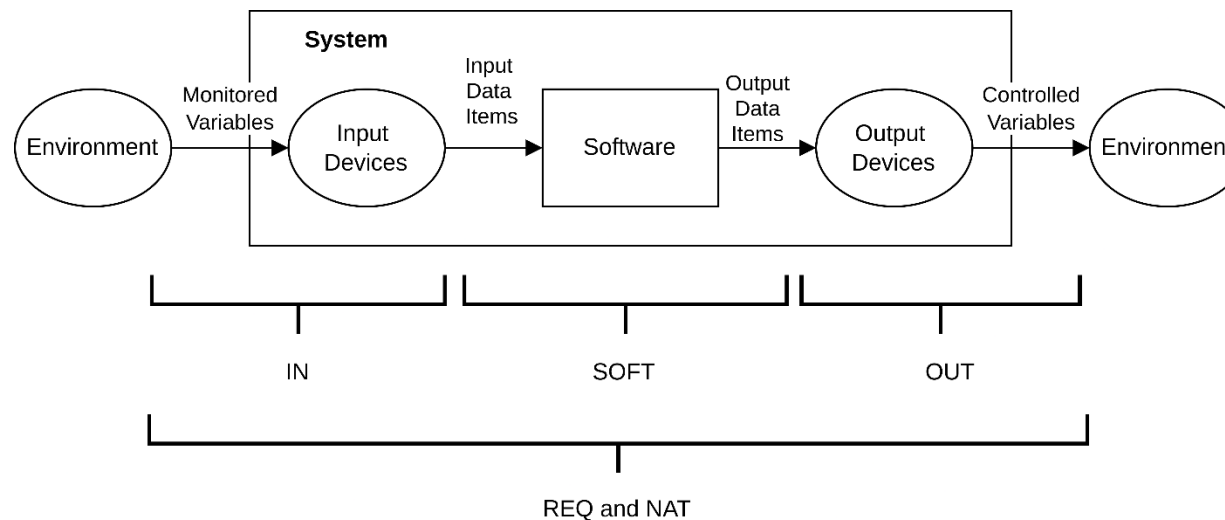 System
Environment
Monitored
Variables
Input
Devices
Input
Data
Items
Software
Output
Data
Items
Output
Devices
Controlled
Variables
Environmen
IN
SOFT
OUT
REQ and NAT